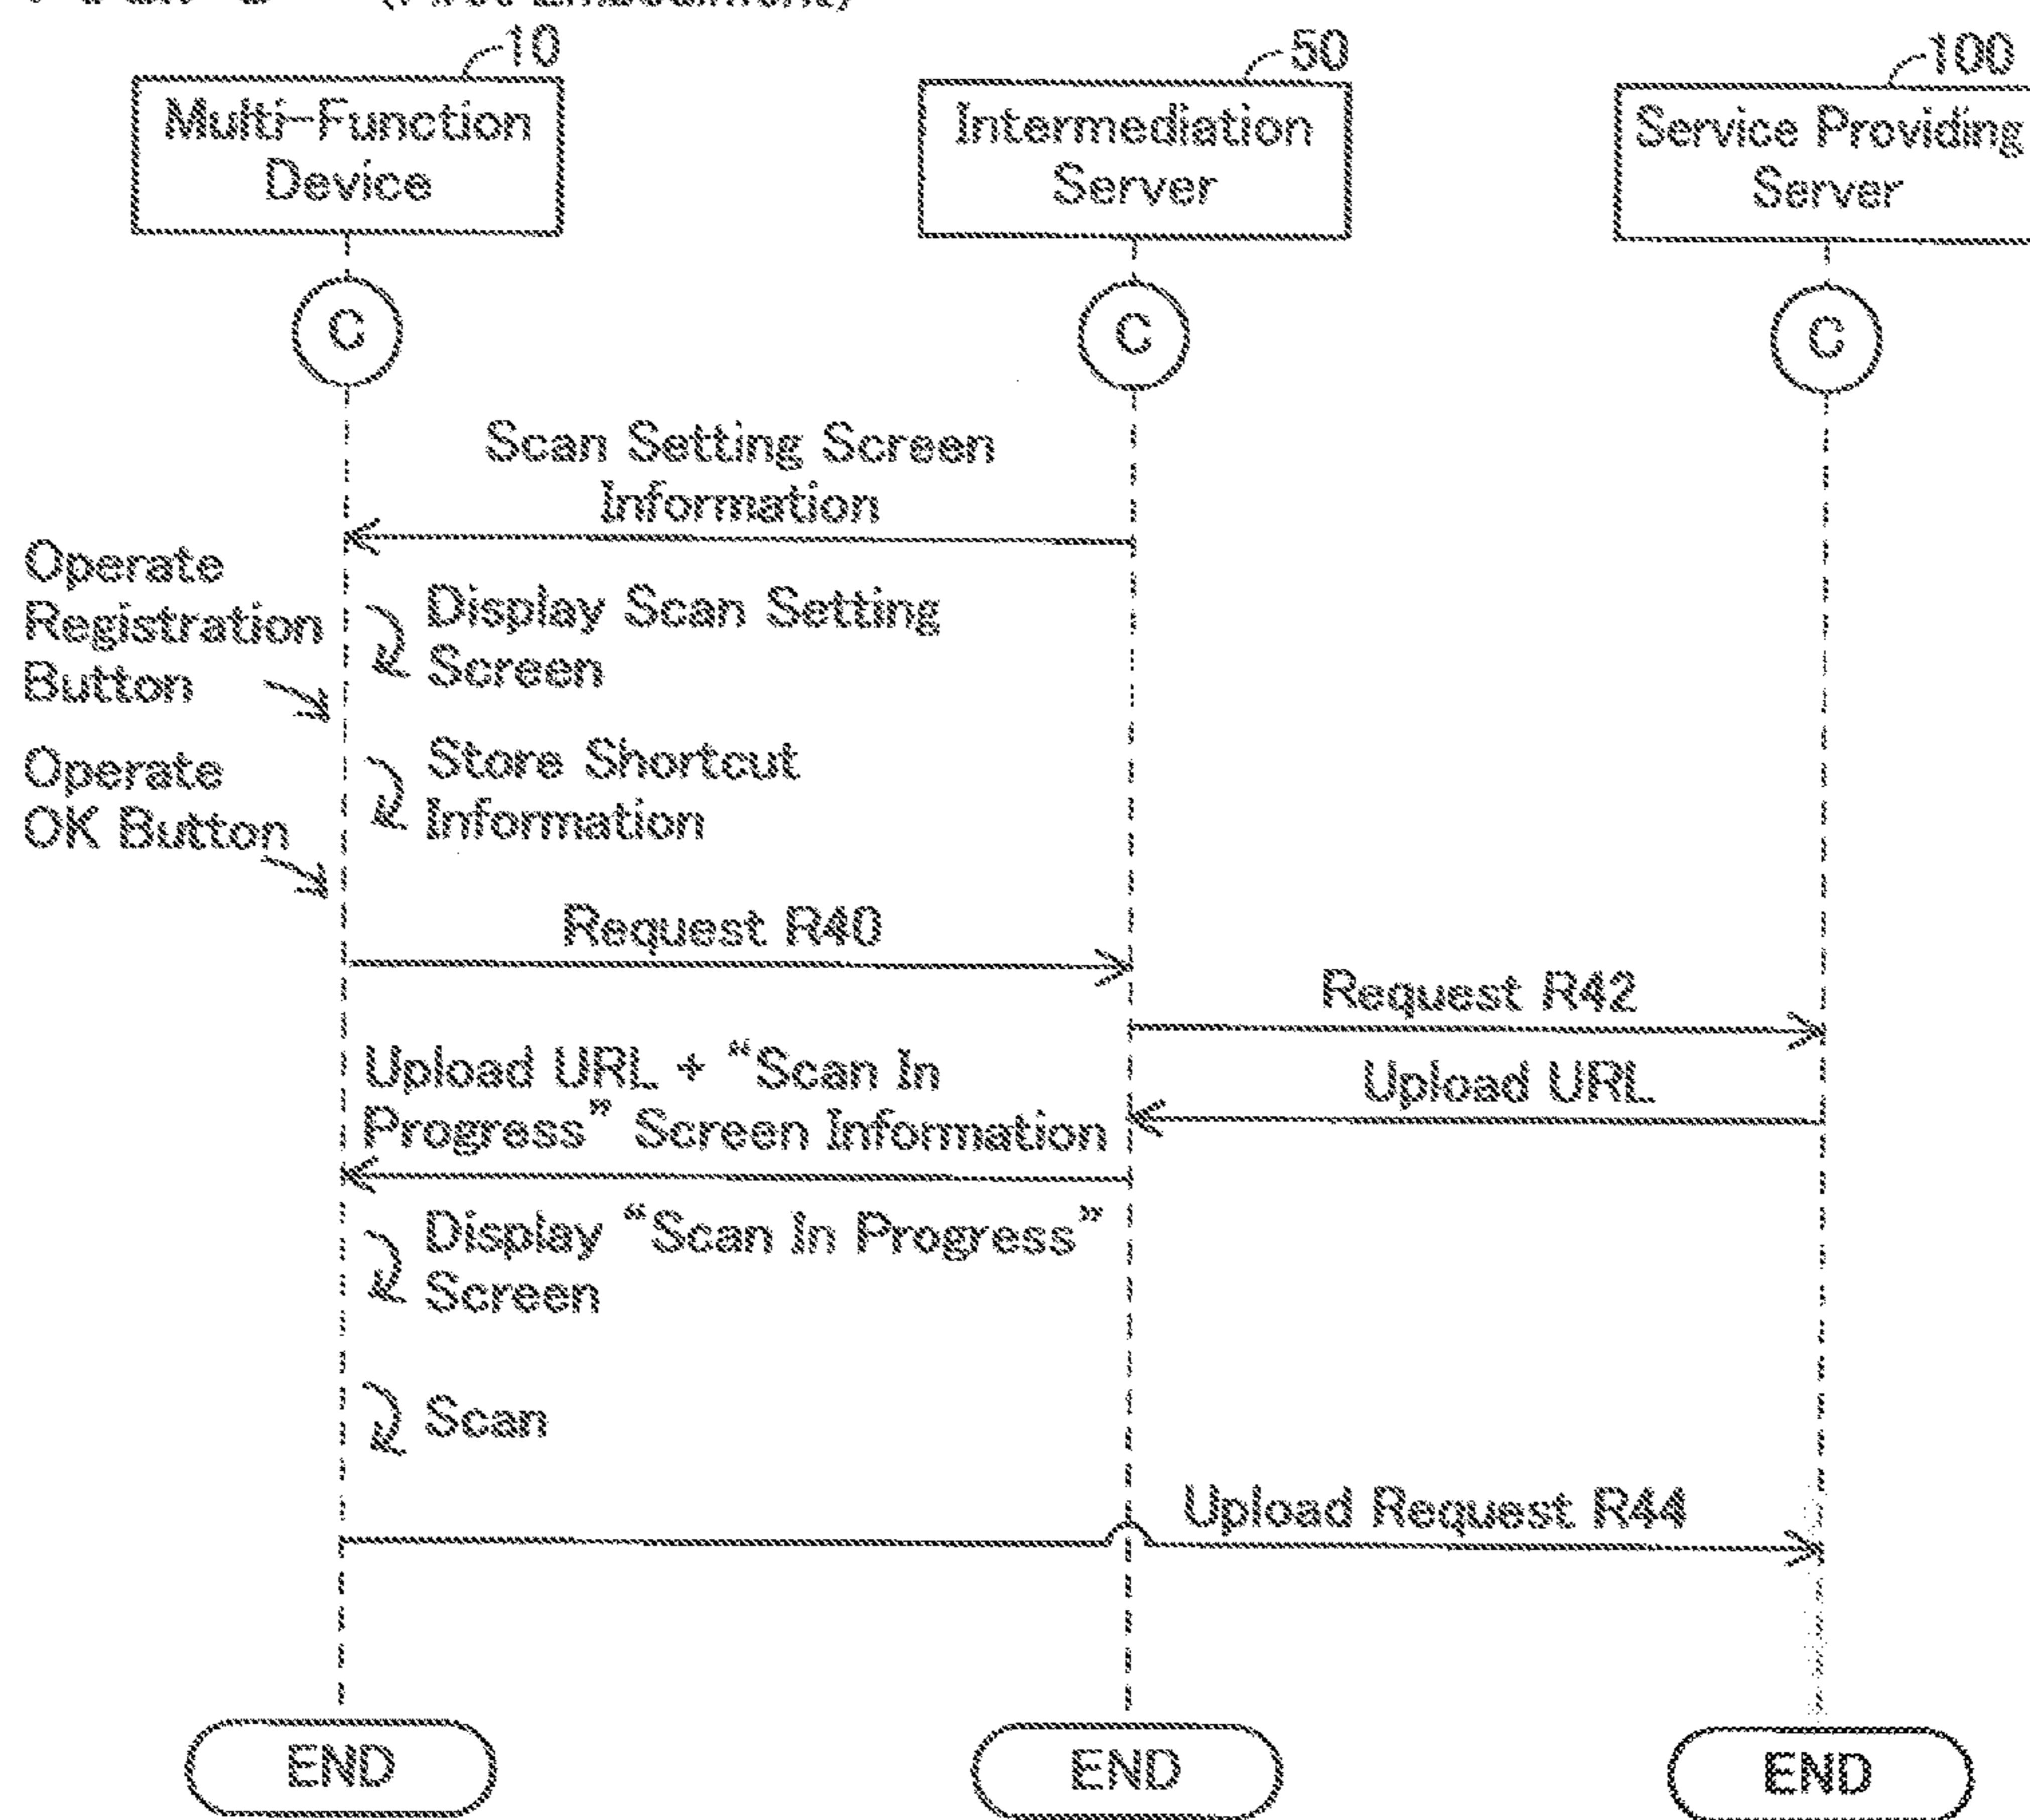 10
50
100
Multi-Function
Device
Intermediation
Server
Service Providing
Server
C
C
C
Scan Setting Screen
Information
Operate
Registration
Button
Display Scan Setting
Screen
Operate
OK Button
Store Shortcut
Information
Request R40
Request R42
Upload URL + “Scan In
Progress” Screen Information
Upload URL
Display “Scan In Progress”
Screen
Scan
Upload Request R44
END
END
END